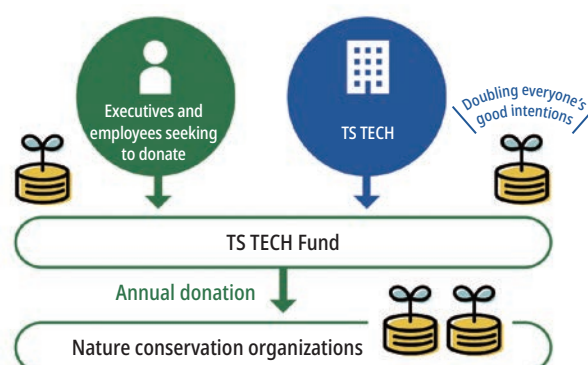 Executives and
employees seeking
to donate
TS TECH
Doubling everyone's
good intentions
TS TECH Fund
Annual donation
Nature conservation organizations